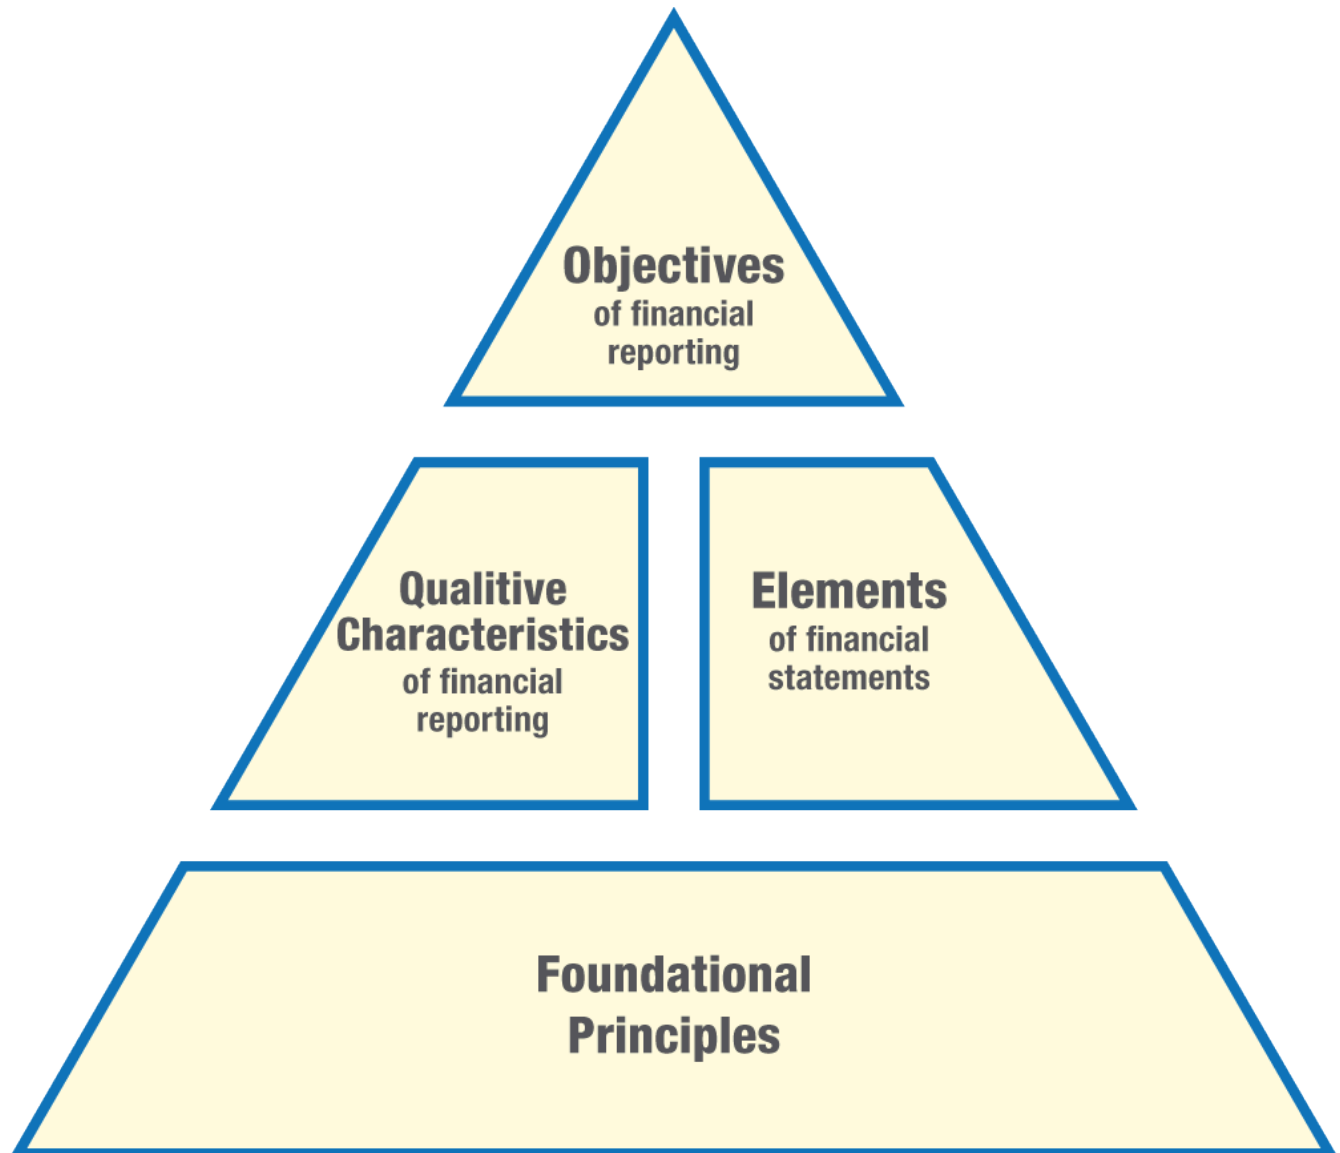 Objectives
of financial
reporting
Qualitive
Characteristics
of financial
reporting
Elements
of financial
statements
Foundational
Principles